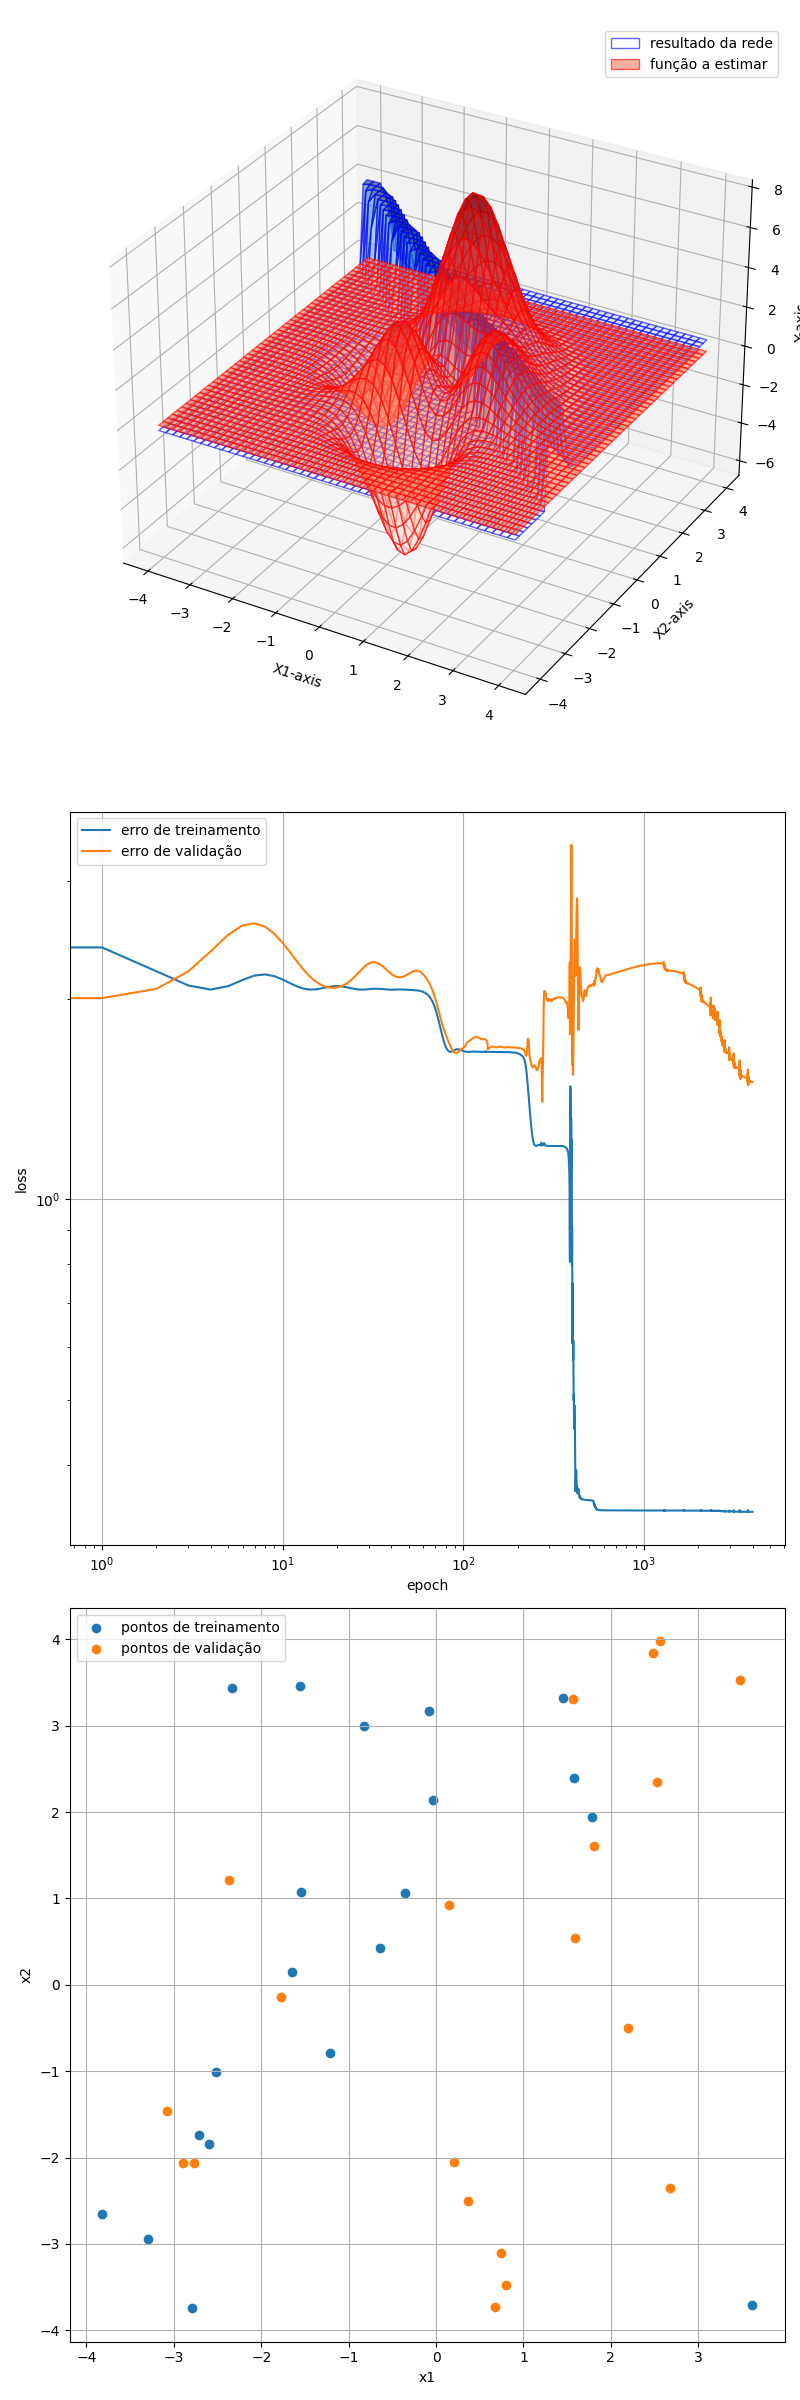 resultado da rede
função a estimar
8
6
4
2
0
−2
−4
−6
−4
−3
−2
−1
0
1
2
3
4
X1-axis
−4
−3
−2
−1
0
1
2
3
4
X2-axis
erro de treinamento
erro de validação
loss
10⁰
10⁰ 10¹ 10² 10³
epoch
pontos de treinamento
pontos de validação
x2
4
3
2
1
0
−1
−2
−3
−4
−4 −3 −2 −1 0 1 2 3
x1